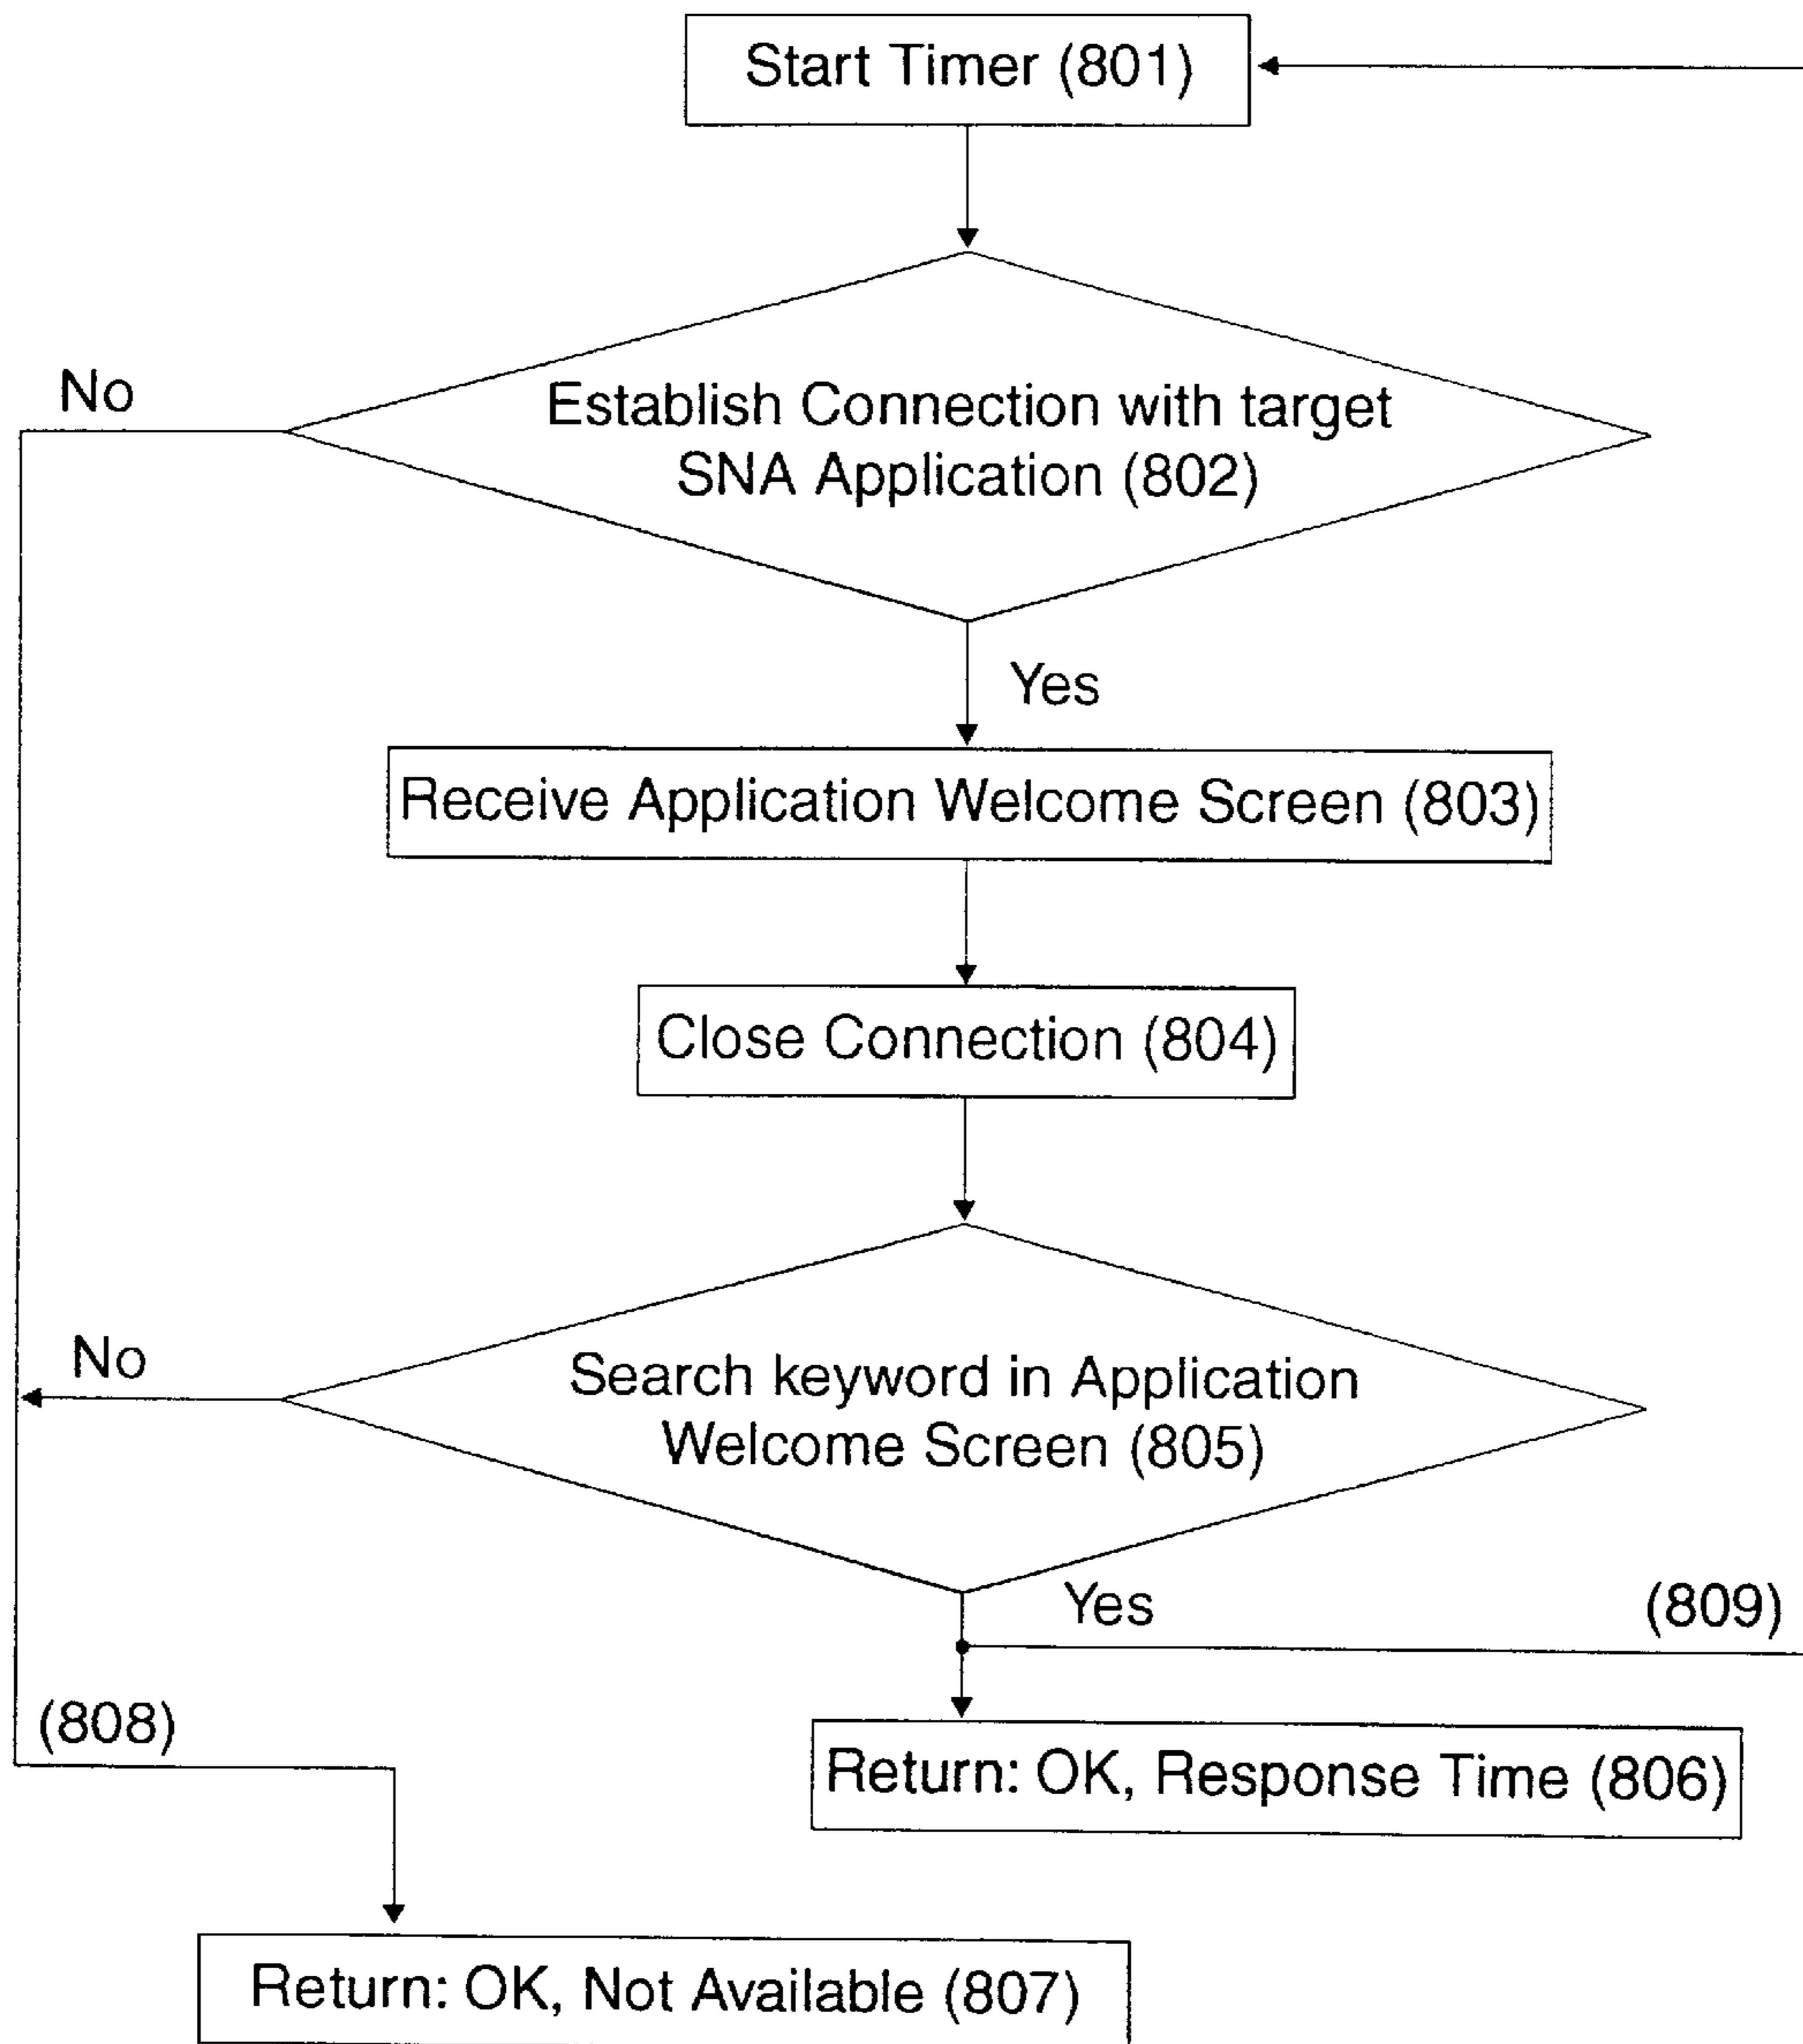 Start Timer (801)
No
Establish Connection with target
SNA Application (802)
Yes
Receive Application Welcome Screen (803)
Close Connection (804)
No
Search keyword in Application
Welcome Screen (805)
Yes
(809)
(808)
Return: OK, Response Time (806)
Return: OK, Not Available (807)